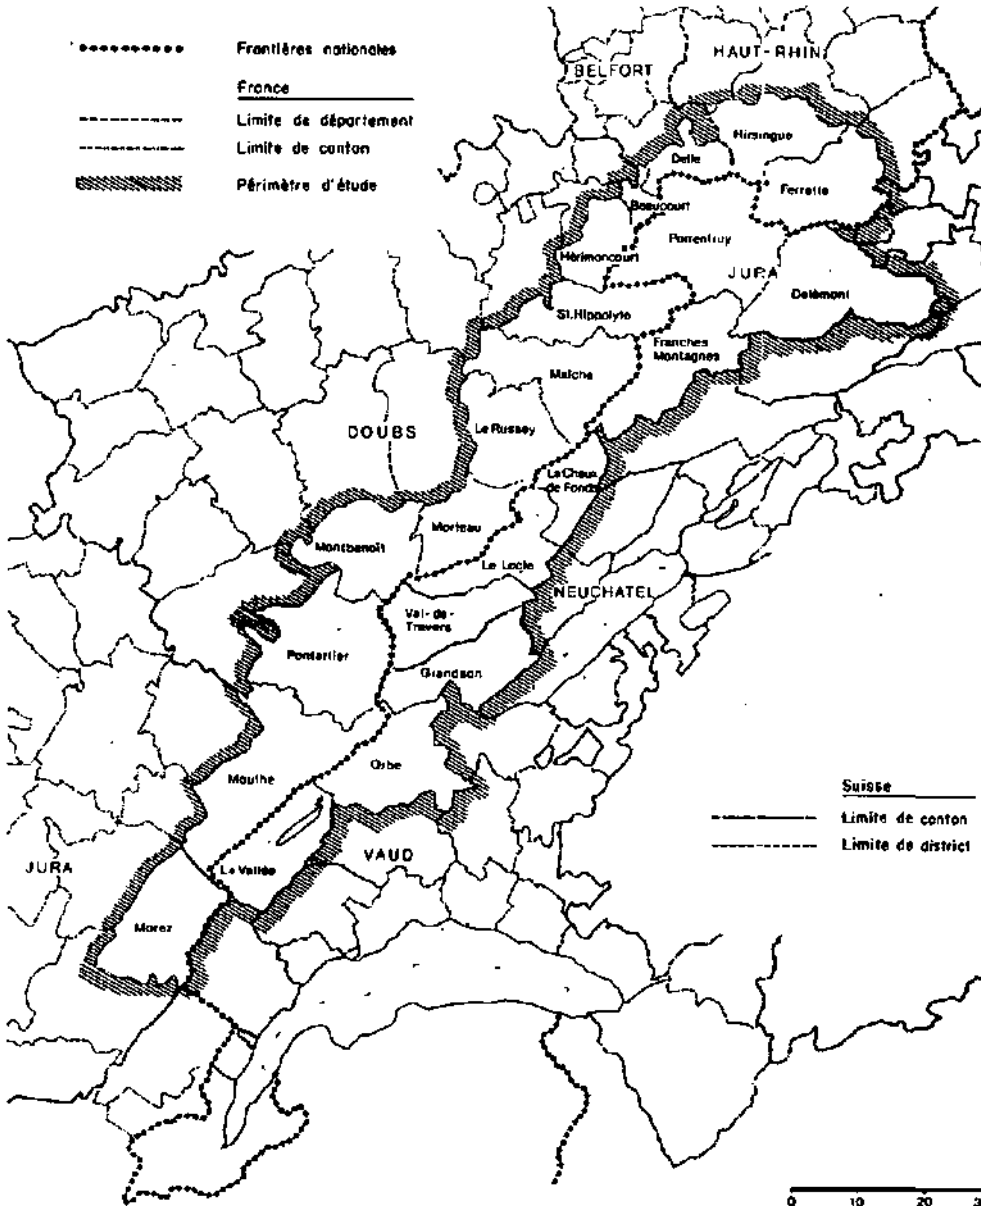 Frontières nationales
France
Limite de département
Limite de canton
Périmètre d'étude
HAUT-RHIN
BELFORT
Hirsingue
Delle
Ferrette
Beaucourt
Porrentruy
Hérimoncourt
JURA
Delémont
St. Hippolyte
Franches
Montagnes
Maîche
Le Russey
DOUBS
La Chaux
de Fonds
Morteau
Montbenoît
Le Locle
NEUCHATEL
Val-de-
Travers
Pontarlier
Grandson
Orbe
Mouthe
Suisse
Limite de canton
Limite de district
VAUD
JURA
La Vallée
Morez
0 10 20